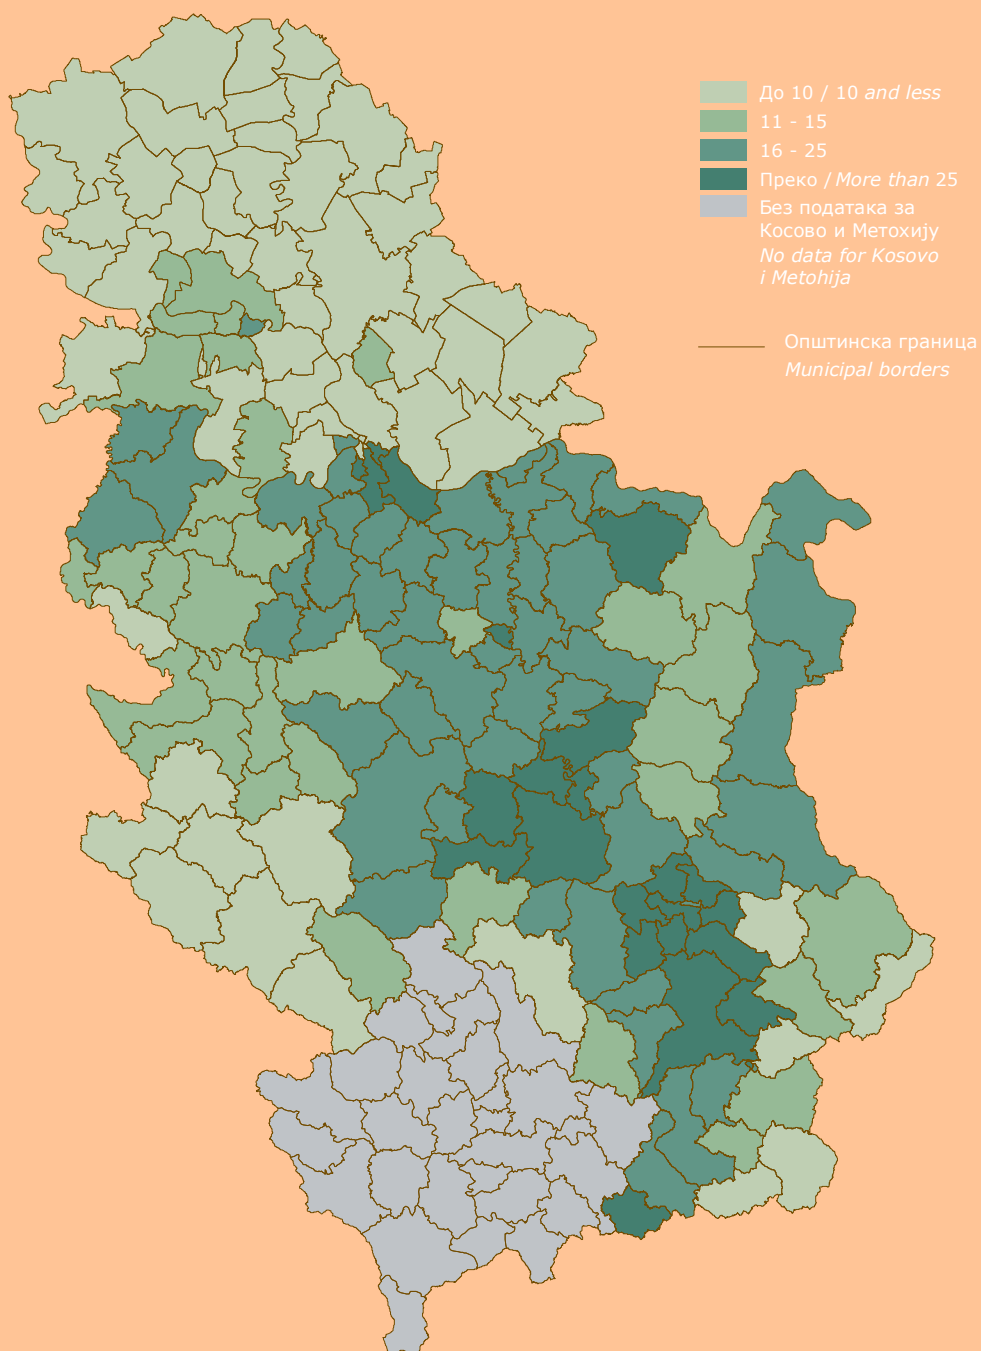 До 10 / 10 and less
11 - 15
16 - 25
Преко / More than 25
Без података за
Косово и Метохију
No data for Kosovo
i Metohija
Општинска граница
Municipal borders